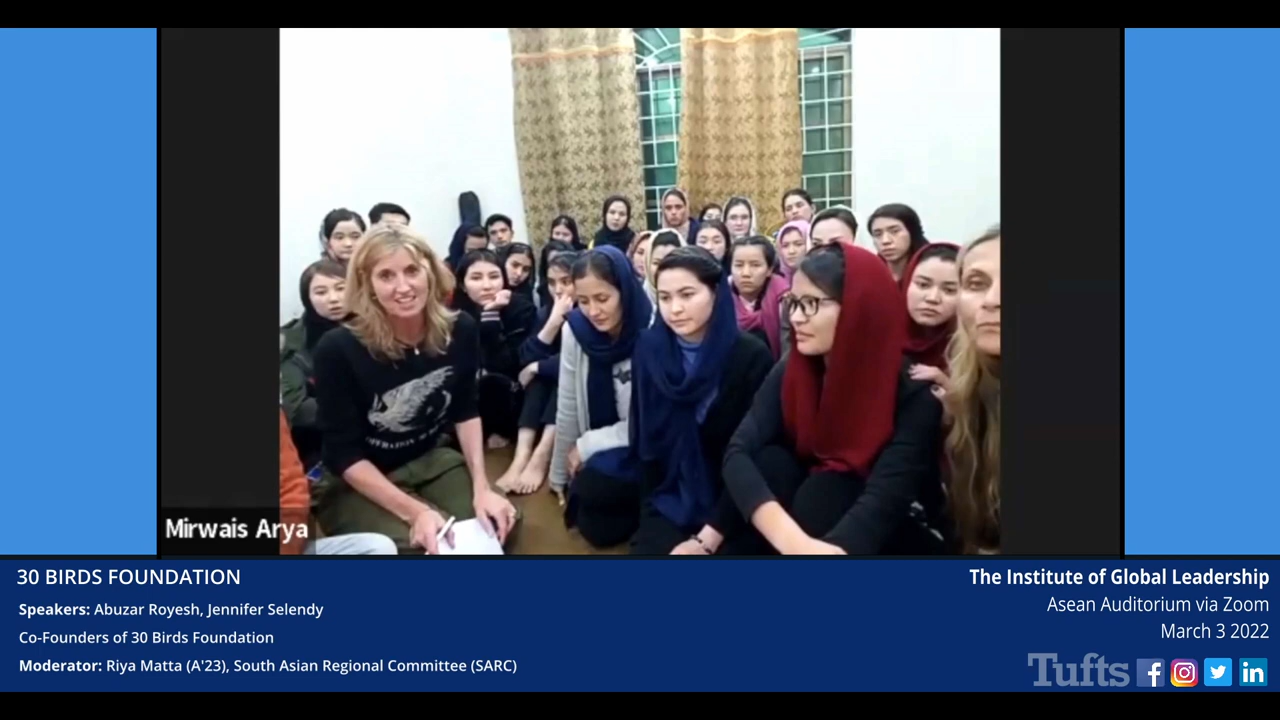 Mirwais Arya
30 BIRDS FOUNDATION
Speakers: Abuzar Royesh, Jennifer Selendy
Co-Founders of 30 Birds Foundation
Moderator: Riya Matta (A'23), South Asian Regional Committee (SARC)
The Institute of Global Leadership
Asean Auditorium via Zoom
March 3 2022
Tufts